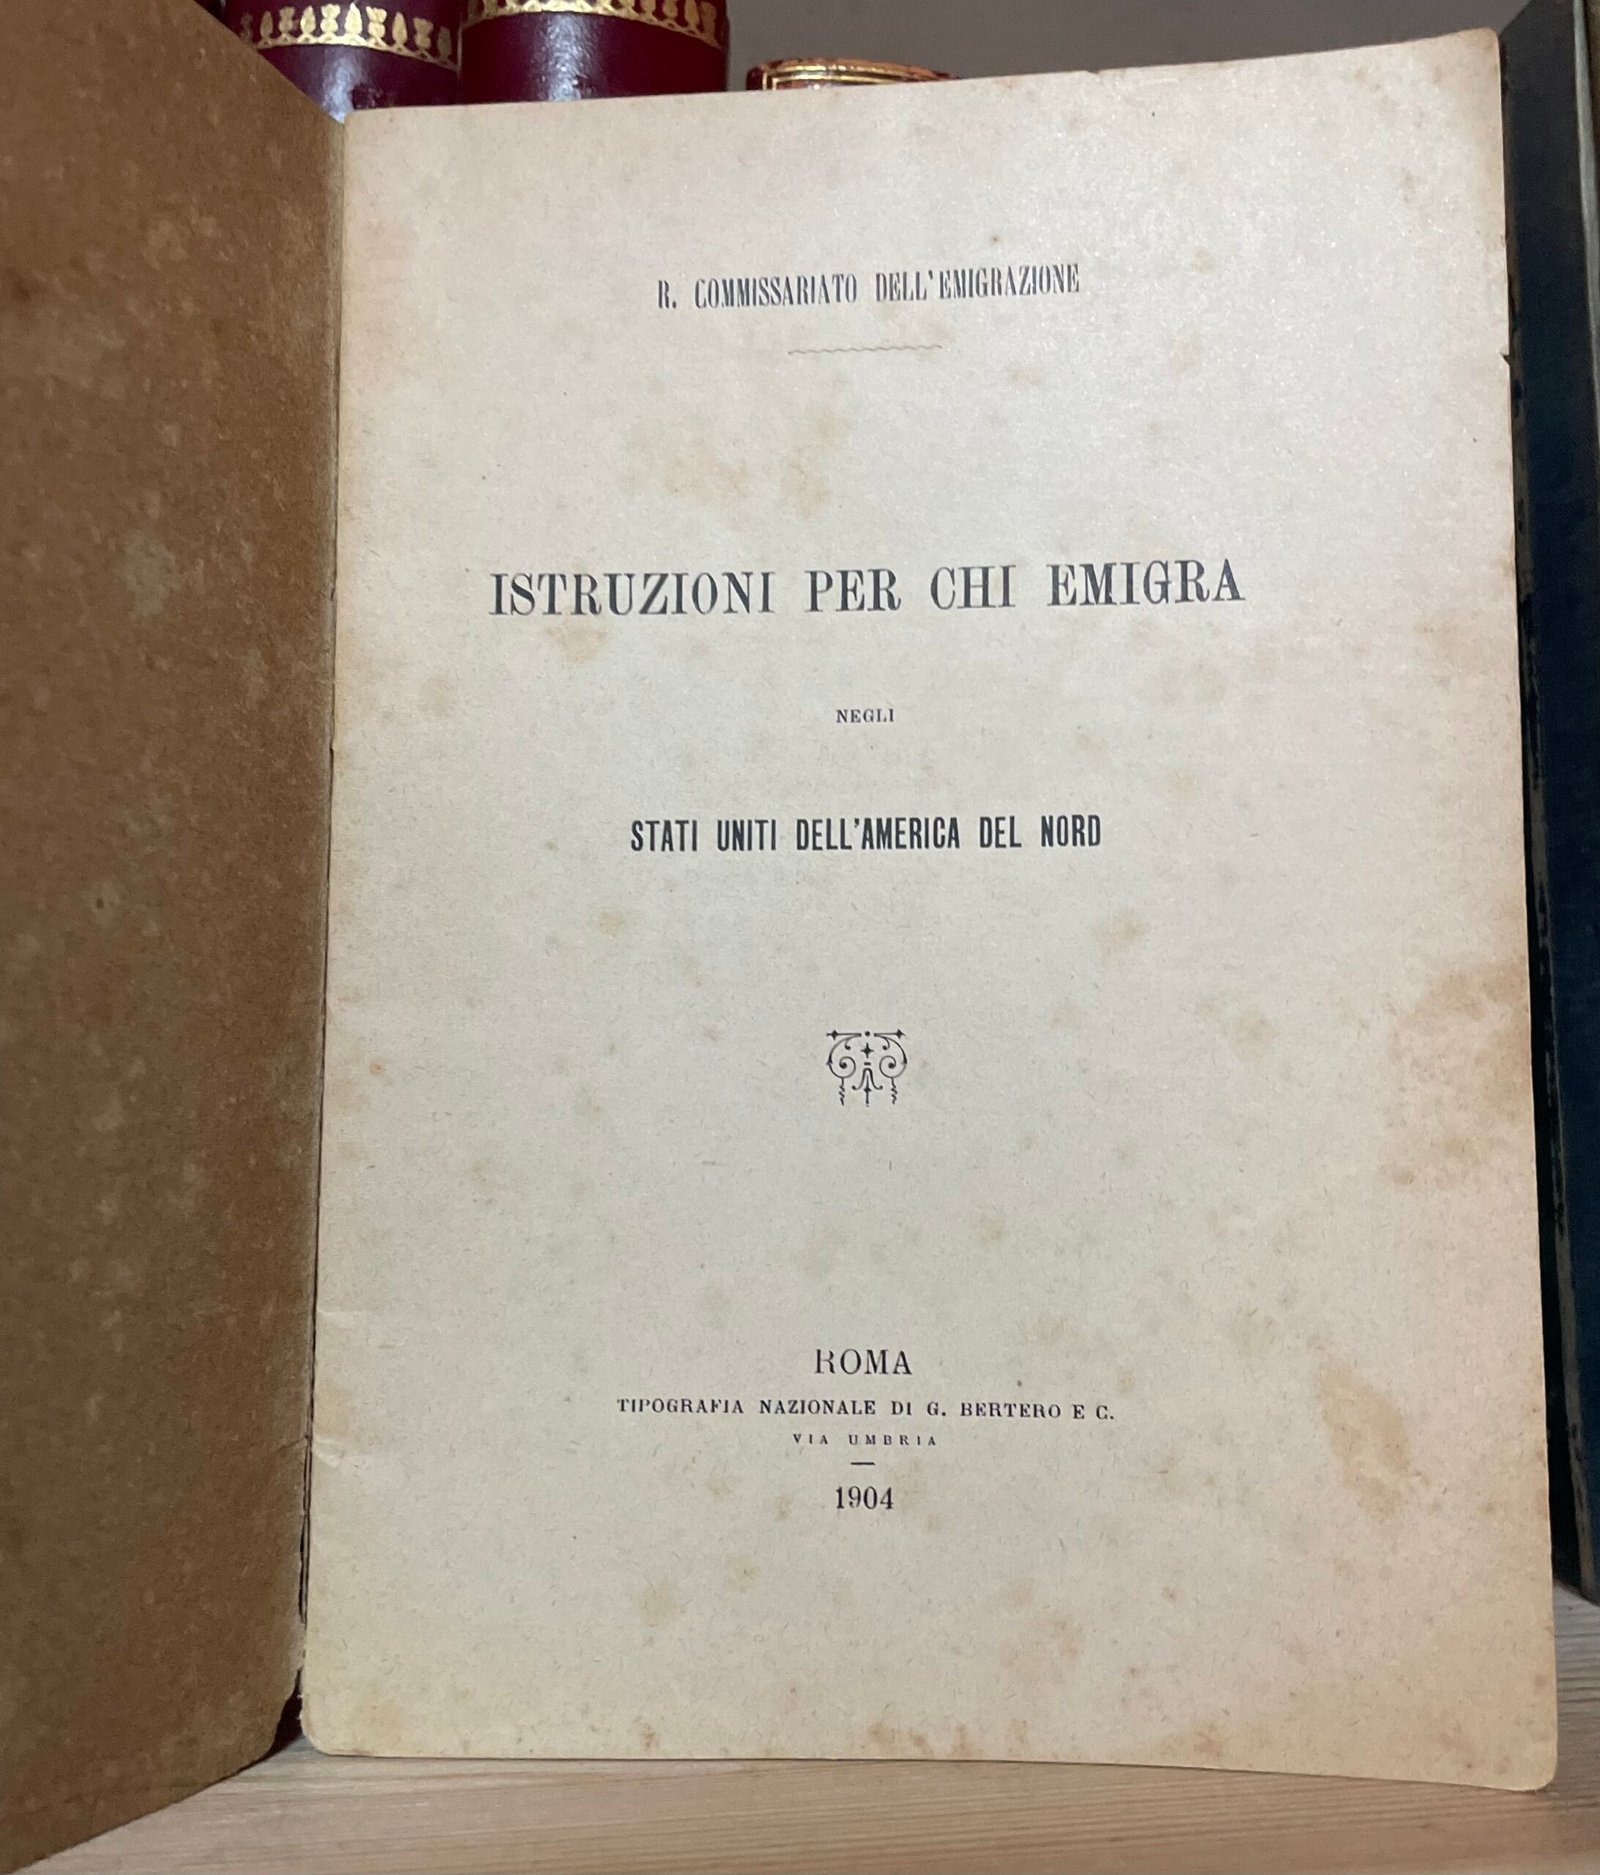 R. COMMISSARIATO DELL'EMIGRAZIONE
ISTRUZIONI PER CHI EMIGRA
NEGLI
STATI UNITI DELL'AMERICA DEL NORD
ROMA
TIPOGRAFIA NAZIONALE DI G. BERTERO E C.
VIA UMBRIA
1904